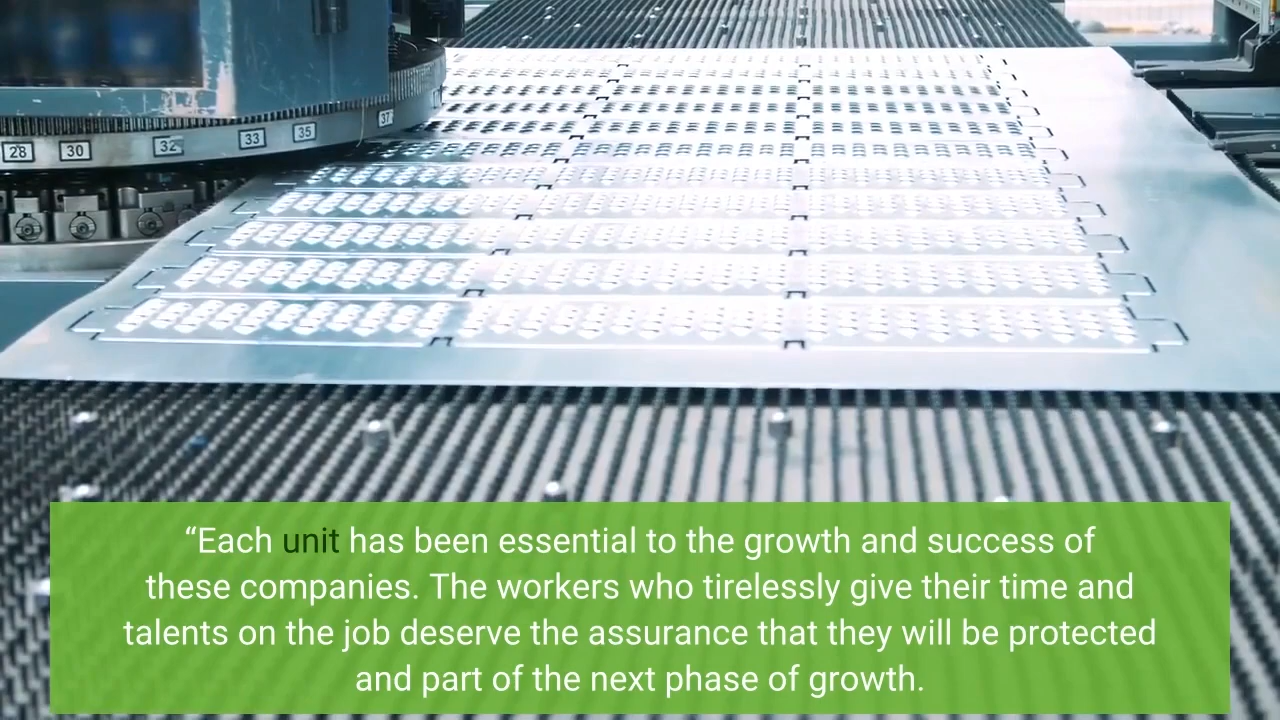 28
30
32
33
35
37
“Each unit has been essential to the growth and success of
these companies. The workers who tirelessly give their time and
talents on the job deserve the assurance that they will be protected
and part of the next phase of growth.